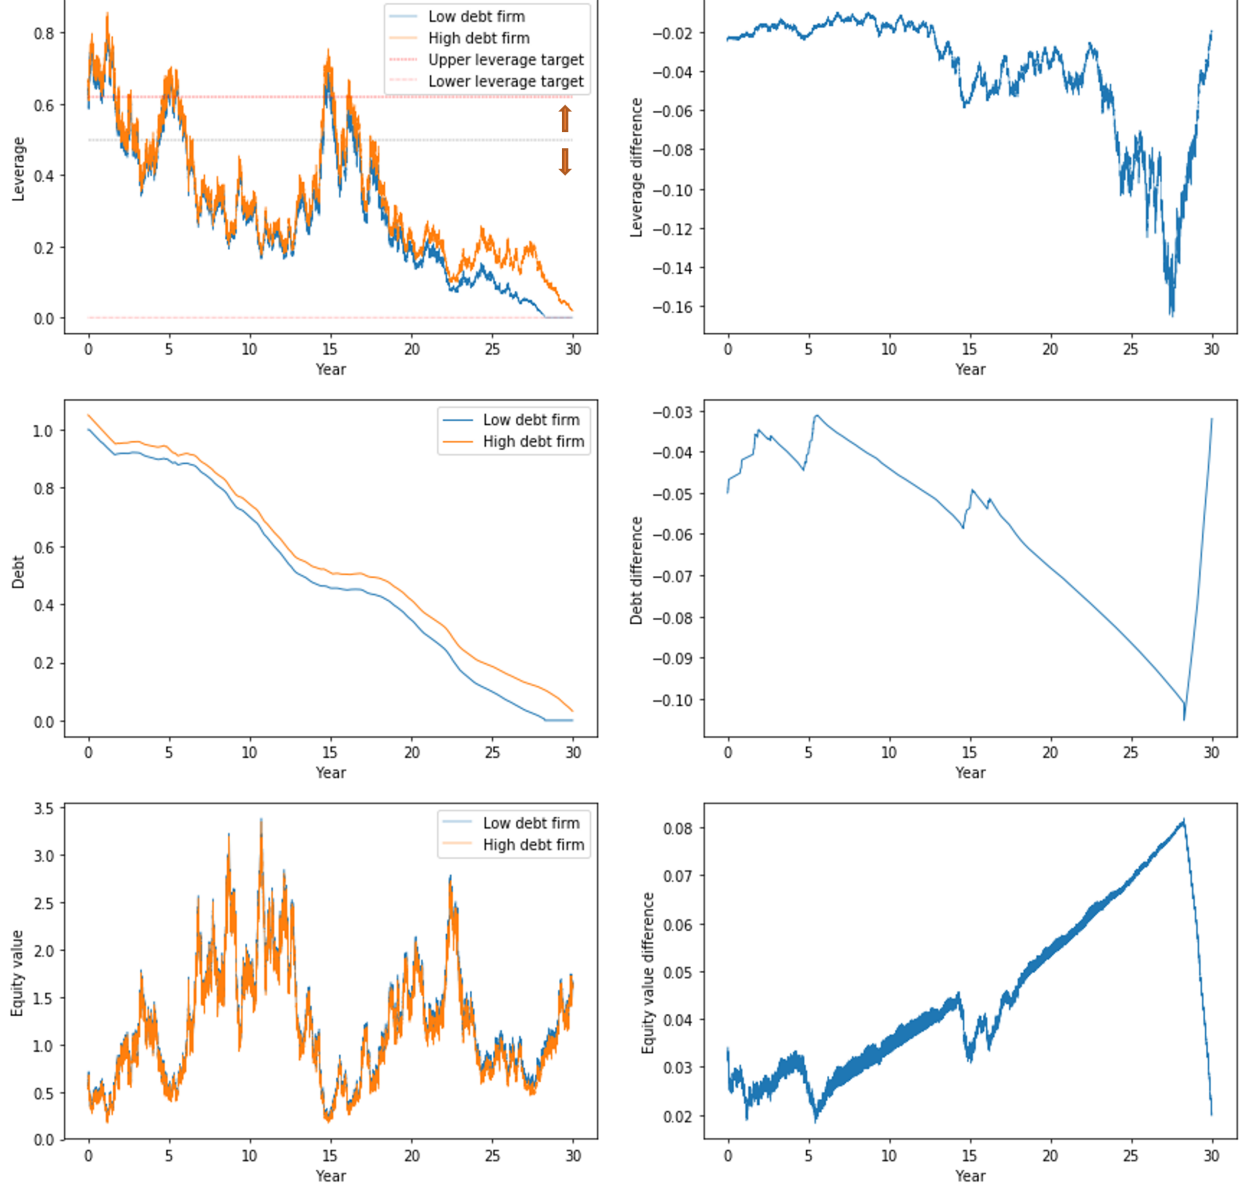 0.8
0.6
0.4
0.2
0.0
Leverage
Low debt firm
High debt firm
Upper leverage target
Lower leverage target
0 5 10 15 20 25 30
Year
−0.02
−0.04
−0.06
−0.08
−0.10
−0.12
−0.14
−0.16
Leverage difference
0 5 10 15 20 25 30
Year
1.0
0.8
0.6
0.4
0.2
0.0
Debt
Low debt firm
High debt firm
0 5 10 15 20 25 30
Year
−0.03
−0.04
−0.05
−0.06
−0.07
−0.08
−0.09
−0.10
Debt difference
0 5 10 15 20 25 30
Year
3.5
3.0
2.5
2.0
1.5
1.0
0.5
0.0
Equity value
Low debt firm
High debt firm
0 5 10 15 20 25 30
Year
0.08
0.07
0.06
0.05
0.04
0.03
0.02
Equity value difference
0 5 10 15 20 25 30
Year